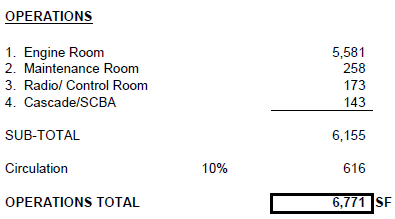 OPERATIONS
1. Engine Room 5,581
2. Maintenance Room 258
3. Radio/ Control Room 173
4. Cascade/SCBA 143
SUB-TOTAL 6,155
Circulation 10% 616
OPERATIONS TOTAL 6,771 SF